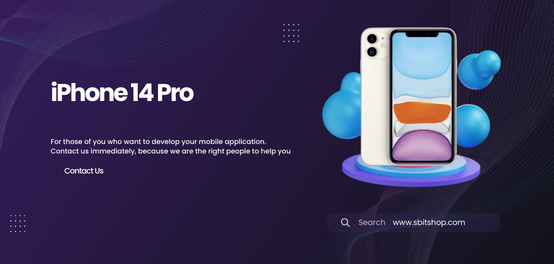 iPhone 14 Pro
For those of you who want to develop your mobile application.
Contact us immediately, because we are the right people to help you
Contact Us
Search www.sbitshop.com